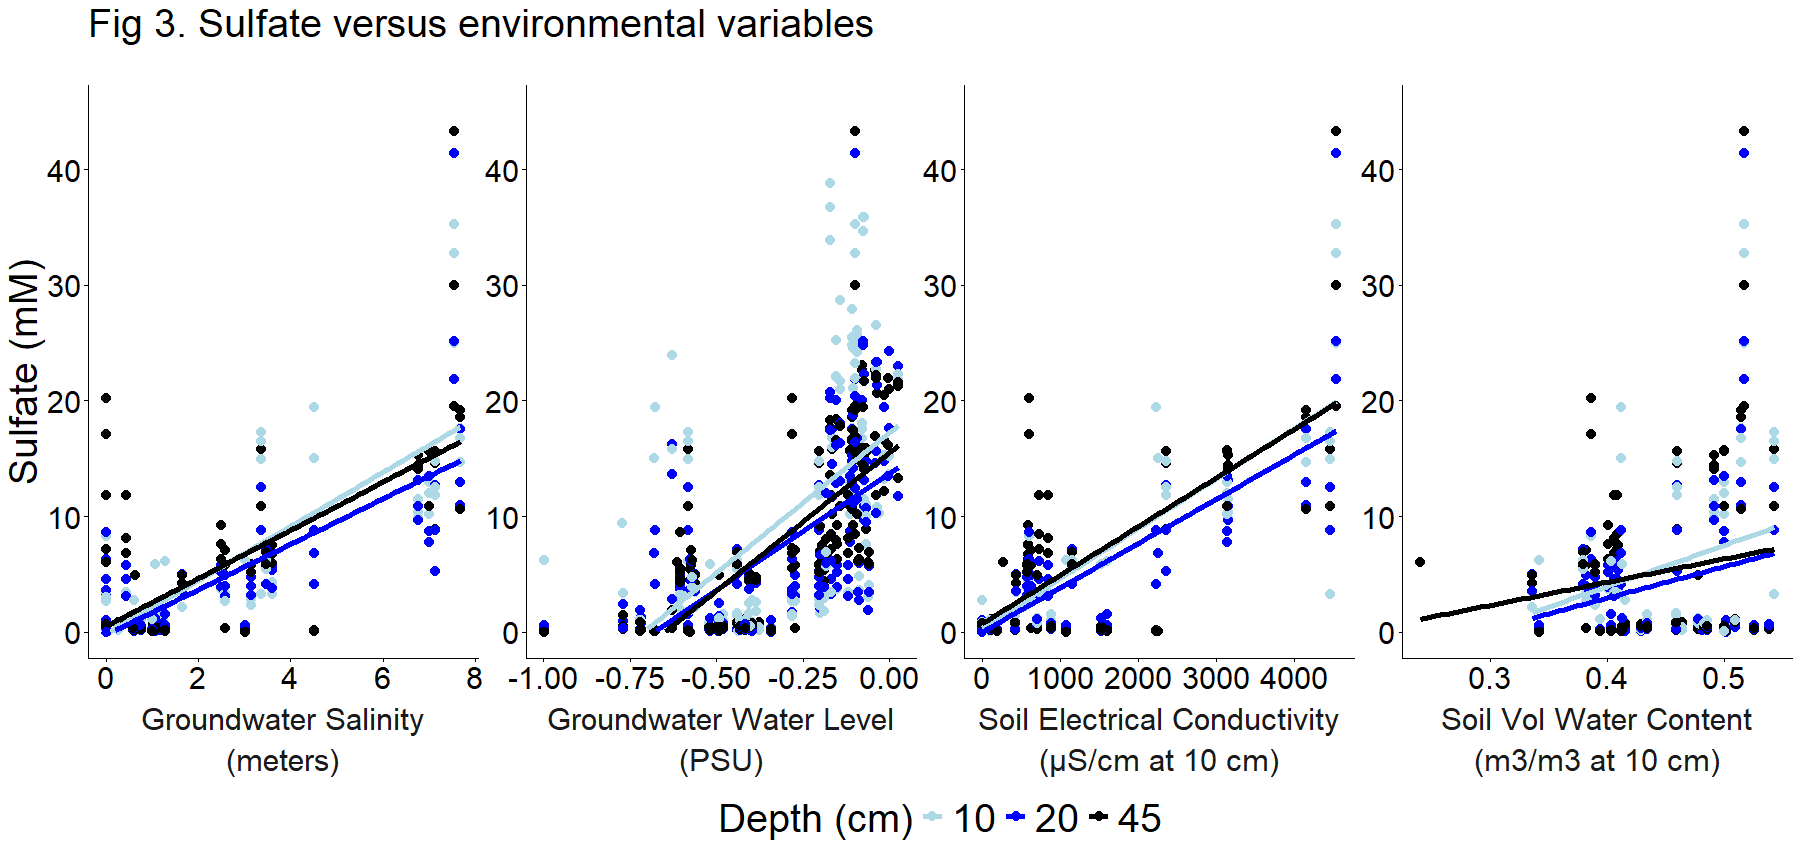 Fig 3. Sulfate versus environmental variables
Sulfate (mM)
40
30
20
10
0
0 2 4 6 8
Groundwater Salinity
(meters)
40
30
20
10
0
-1.00 -0.75 -0.50 -0.25 0.00
Groundwater Water Level
(PSU)
40
30
20
10
0
0 1000 2000 3000 4000
Soil Electrical Conductivity
(µS/cm at 10 cm)
40
30
20
10
0
0.3 0.4 0.5
Soil Vol Water Content
(m3/m3 at 10 cm)
Depth (cm) 10 20 45